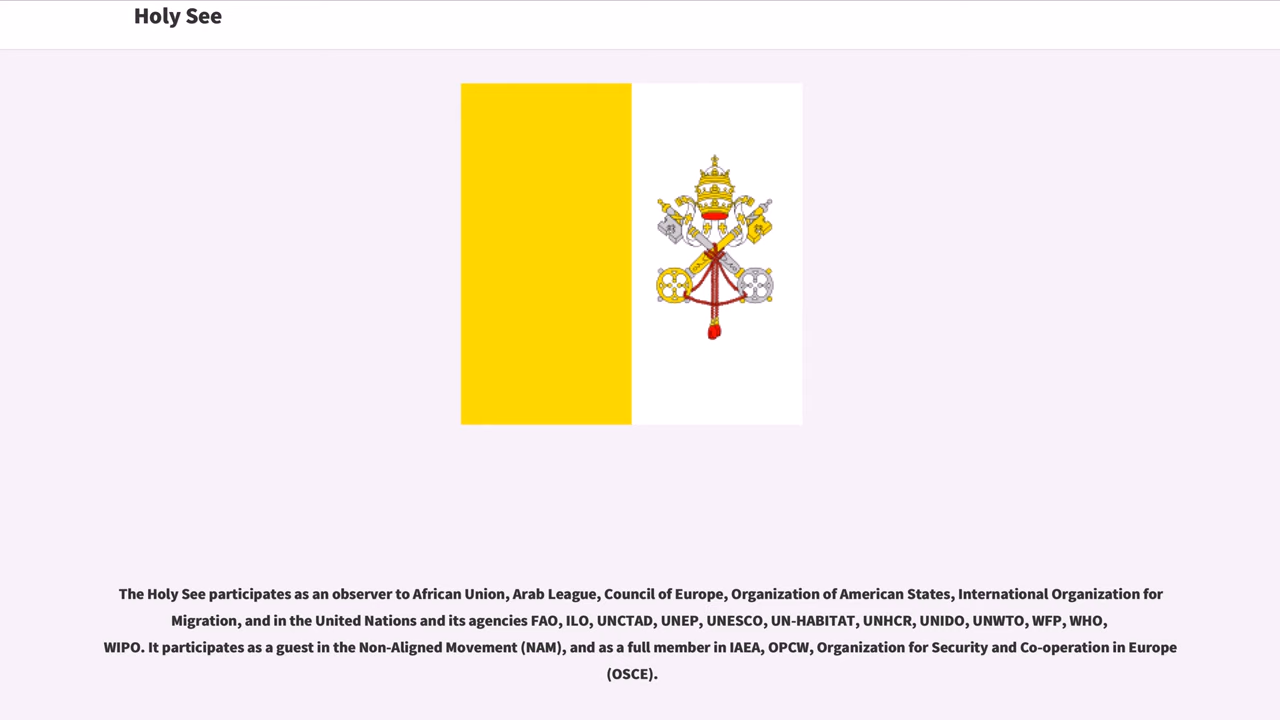 Holy See
The Holy See participates as an observer to African Union, Arab League, Council of Europe, Organization of American States, International Organization for
Migration, and in the United Nations and its agencies FAO, ILO, UNCTAD, UNEP, UNESCO, UN-HABITAT, UNHCR, UNIDO, UNWTO, WFP, WHO,
WIPO. It participates as a guest in the Non-Aligned Movement (NAM), and as a full member in IAEA, OPCW, Organization for Security and Co-operation in Europe
(OSCE).